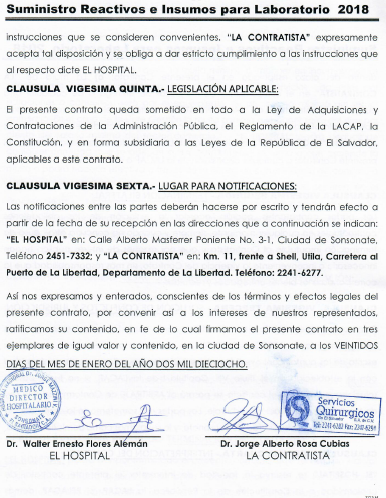 Suministro Reactivos e Insumos para Laboratorio 2018
instrucciones que se consideren convenientes, "LA CONTRATISTA" expresamente
acepta tal disposición y se obliga a dar estricto cumplimiento a las instrucciones que
al respecto dicte EL HOSPITAL.
CLAUSULA VIGESIMA QUINTA.- LEGISLACIÓN APLICABLE:
El presente contrato queda sometido en todo a la Ley de Adquisiciones y
Contrataciones de la Administración Pública, el Reglamento de la LACAP, la
Constitución, y en forma subsidiaria a las Leyes de la República de El Salvador,
aplicables a este contrato.
CLAUSULA VIGESIMA SEXTA.- LUGAR PARA NOTIFICACIONES:
Las notificaciones entre las partes deberán hacerse por escrito y tendrán efecto a
partir de la fecha de su recepción en las direcciones que a continuación se indican:
"EL HOSPITAL" en: Calle Alberto Masferrer Poniente No. 3-1, Ciudad de Sonsonate,
Teléfono 2451-7332; y "LA CONTRATISTA" en: Km. 11, frente a Shell, Utila, Carretera al
Puerto de La Libertad, Departamento de La Libertad. Teléfono: 2241-6277.
Así nos expresamos y enterados, conscientes de los términos y efectos legales del
presente contrato, por convenir así a los intereses de nuestros representados,
ratificamos su contenido, en fe de lo cual firmamos el presente contrato en tres
ejemplares de igual valor y contenido, en la ciudad de Sonsonate, a los VEINTIDOS
DIAS DEL MES DE ENERO DEL AÑO DOS MIL DIECIOCHO.
MEDICO
DIRECTOR
HOSPITALARIO
SONSONATE
Servicios
Quirurgicos
Dr. Walter Ernesto Flores Alemán
EL HOSPITAL
Dr. Jorge Alberto Rosa Cubias
LA CONTRATISTA